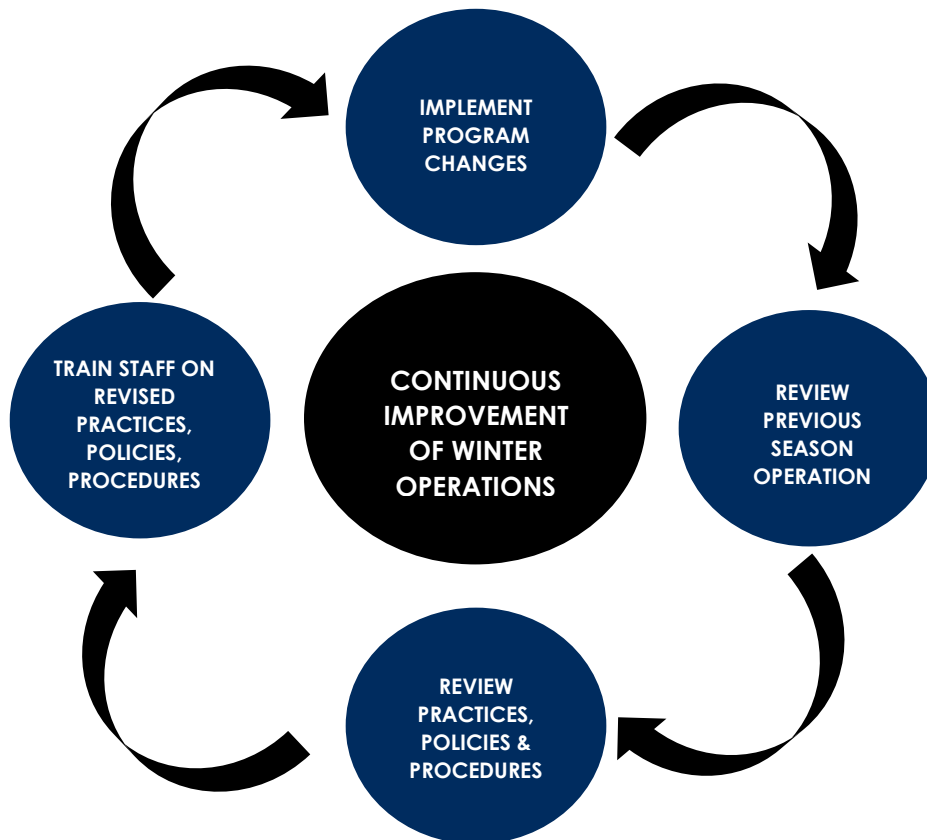 IMPLEMENT
PROGRAM
CHANGES
TRAIN STAFF ON
REVISED
PRACTICES,
POLICIES,
PROCEDURES
CONTINUOUS
IMPROVEMENT
OF WINTER
OPERATIONS
REVIEW
PREVIOUS
SEASON
OPERATION
REVIEW
PRACTICES,
POLICIES &
PROCEDURES